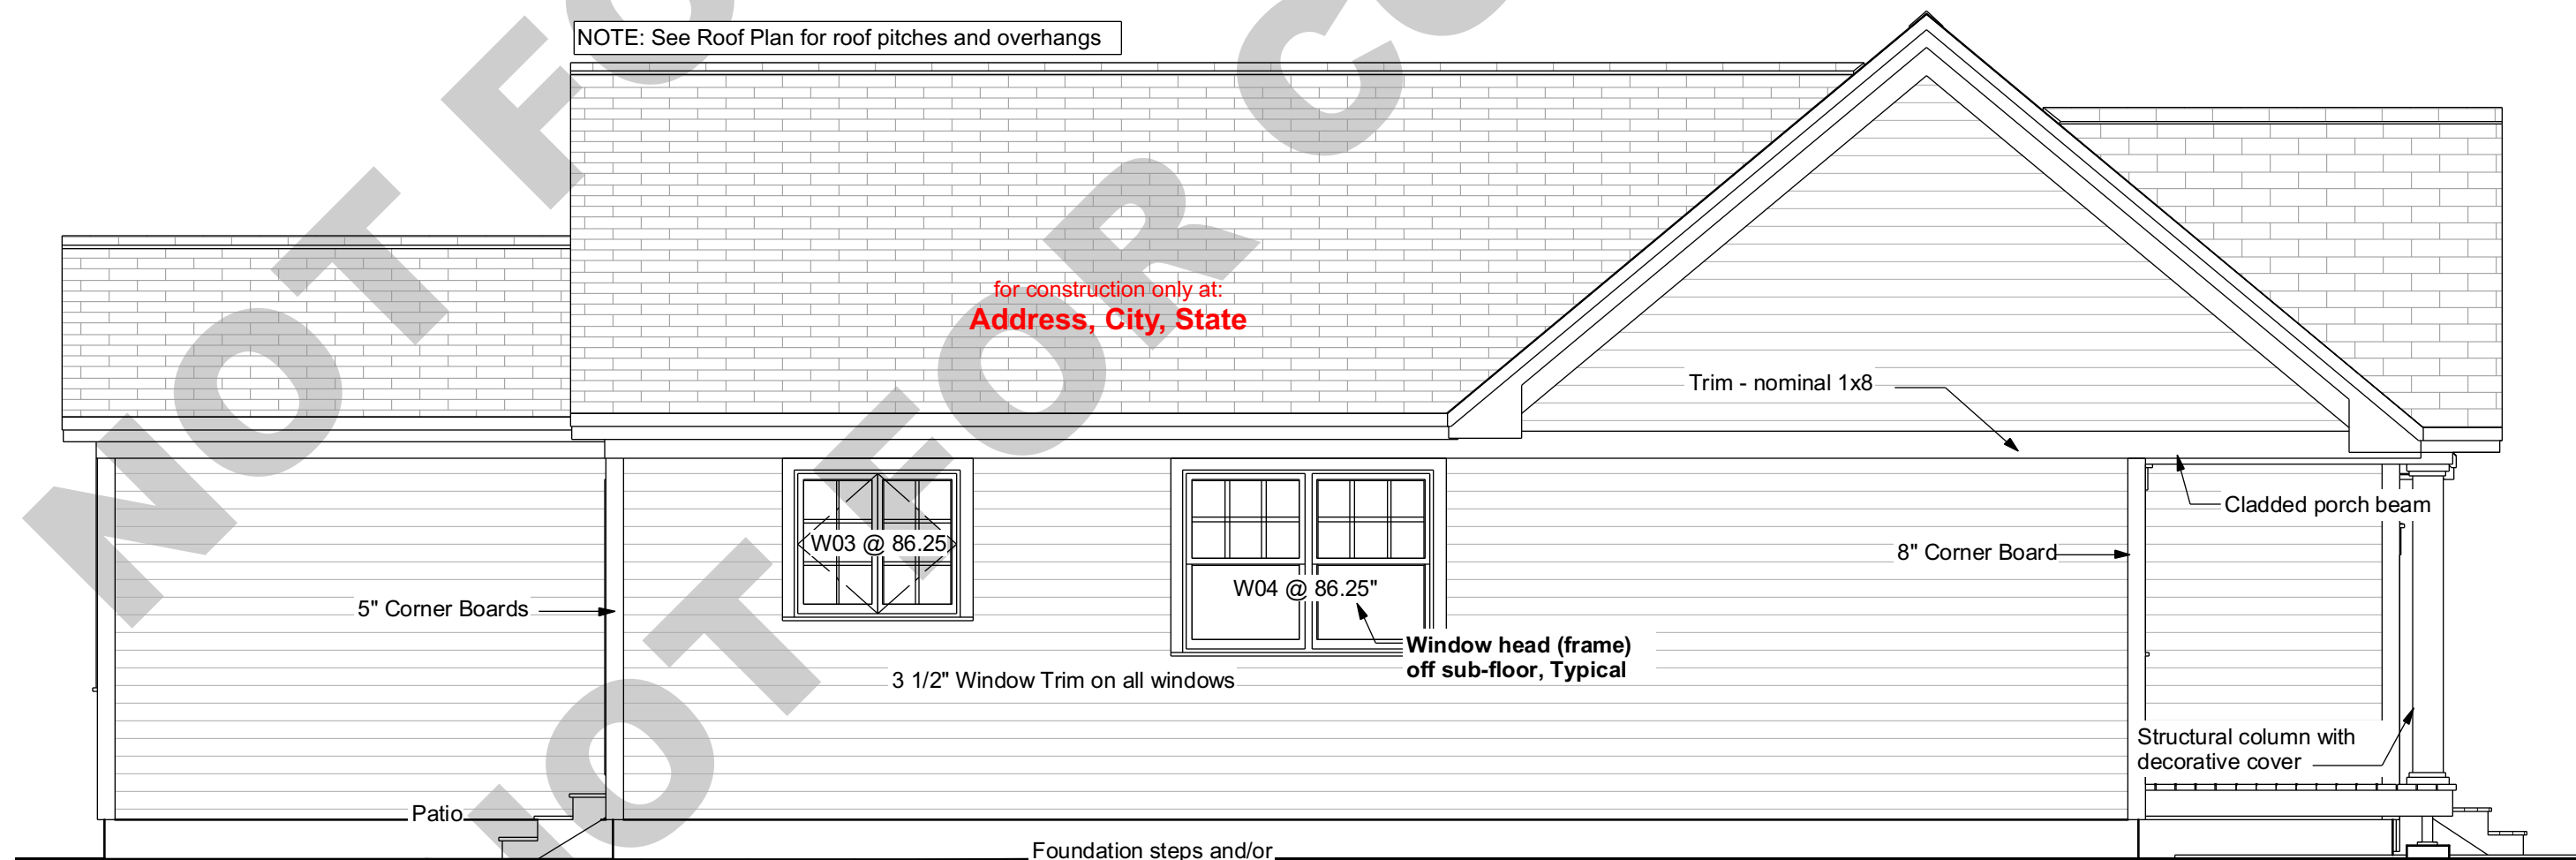 NOTE: See Roof Plan for roof pitches and overhangs
for construction only at:
Address, City, State
Trim - nominal 1x8
Cladded porch beam
W03 @ 86.25
8" Corner Board
W04 @ 86.25"
5" Corner Boards
Window head (frame)
off sub-floor, Typical
3 1/2" Window Trim on all windows
Structural column with
decorative cover
Patio
Foundation steps and/or
NOT FO
NOT FOR CO